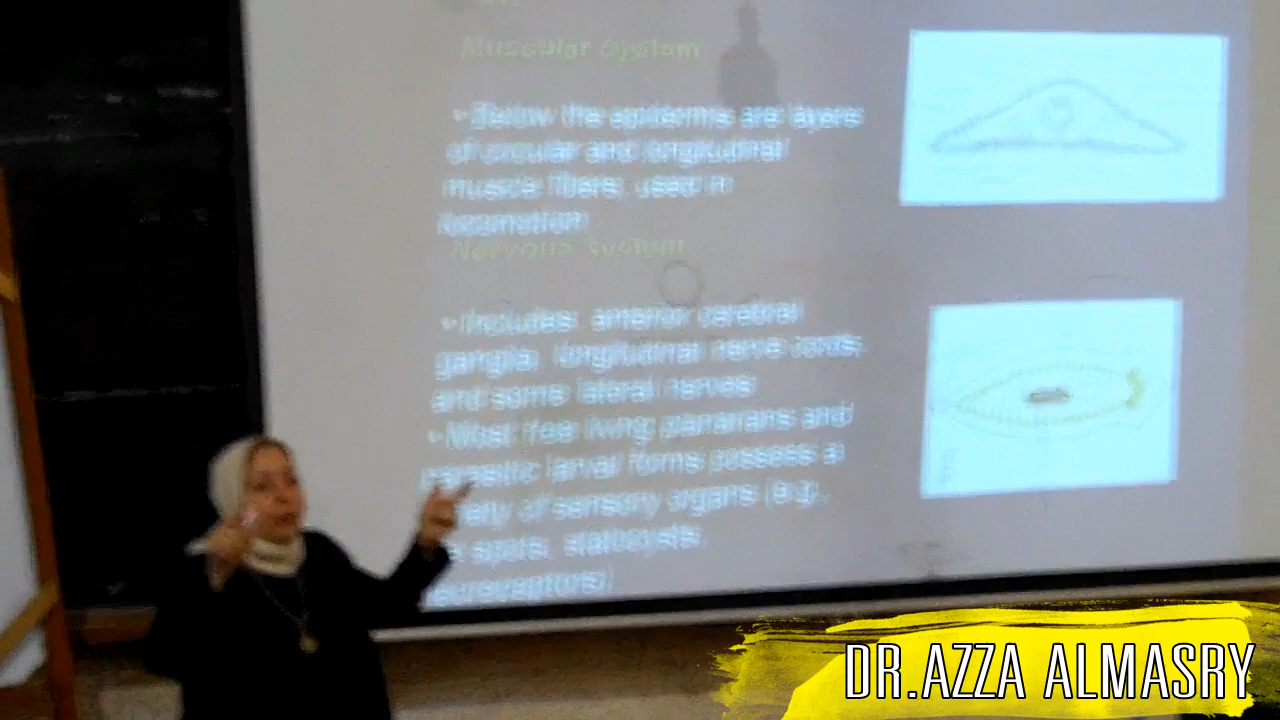 Muscular System
Below the epidermis are layers
of circular and longitudinal
muscle fibers, used in
locomotion
Nervous system
Includes anterior cerebral
ganglia, longitudinal nerve cords,
and some lateral nerves
Most free living planarians and
parasitic larval forms possess a
of sensory organs (e.g.,
spots, statocysts,
DR.AZZA ALMASRY